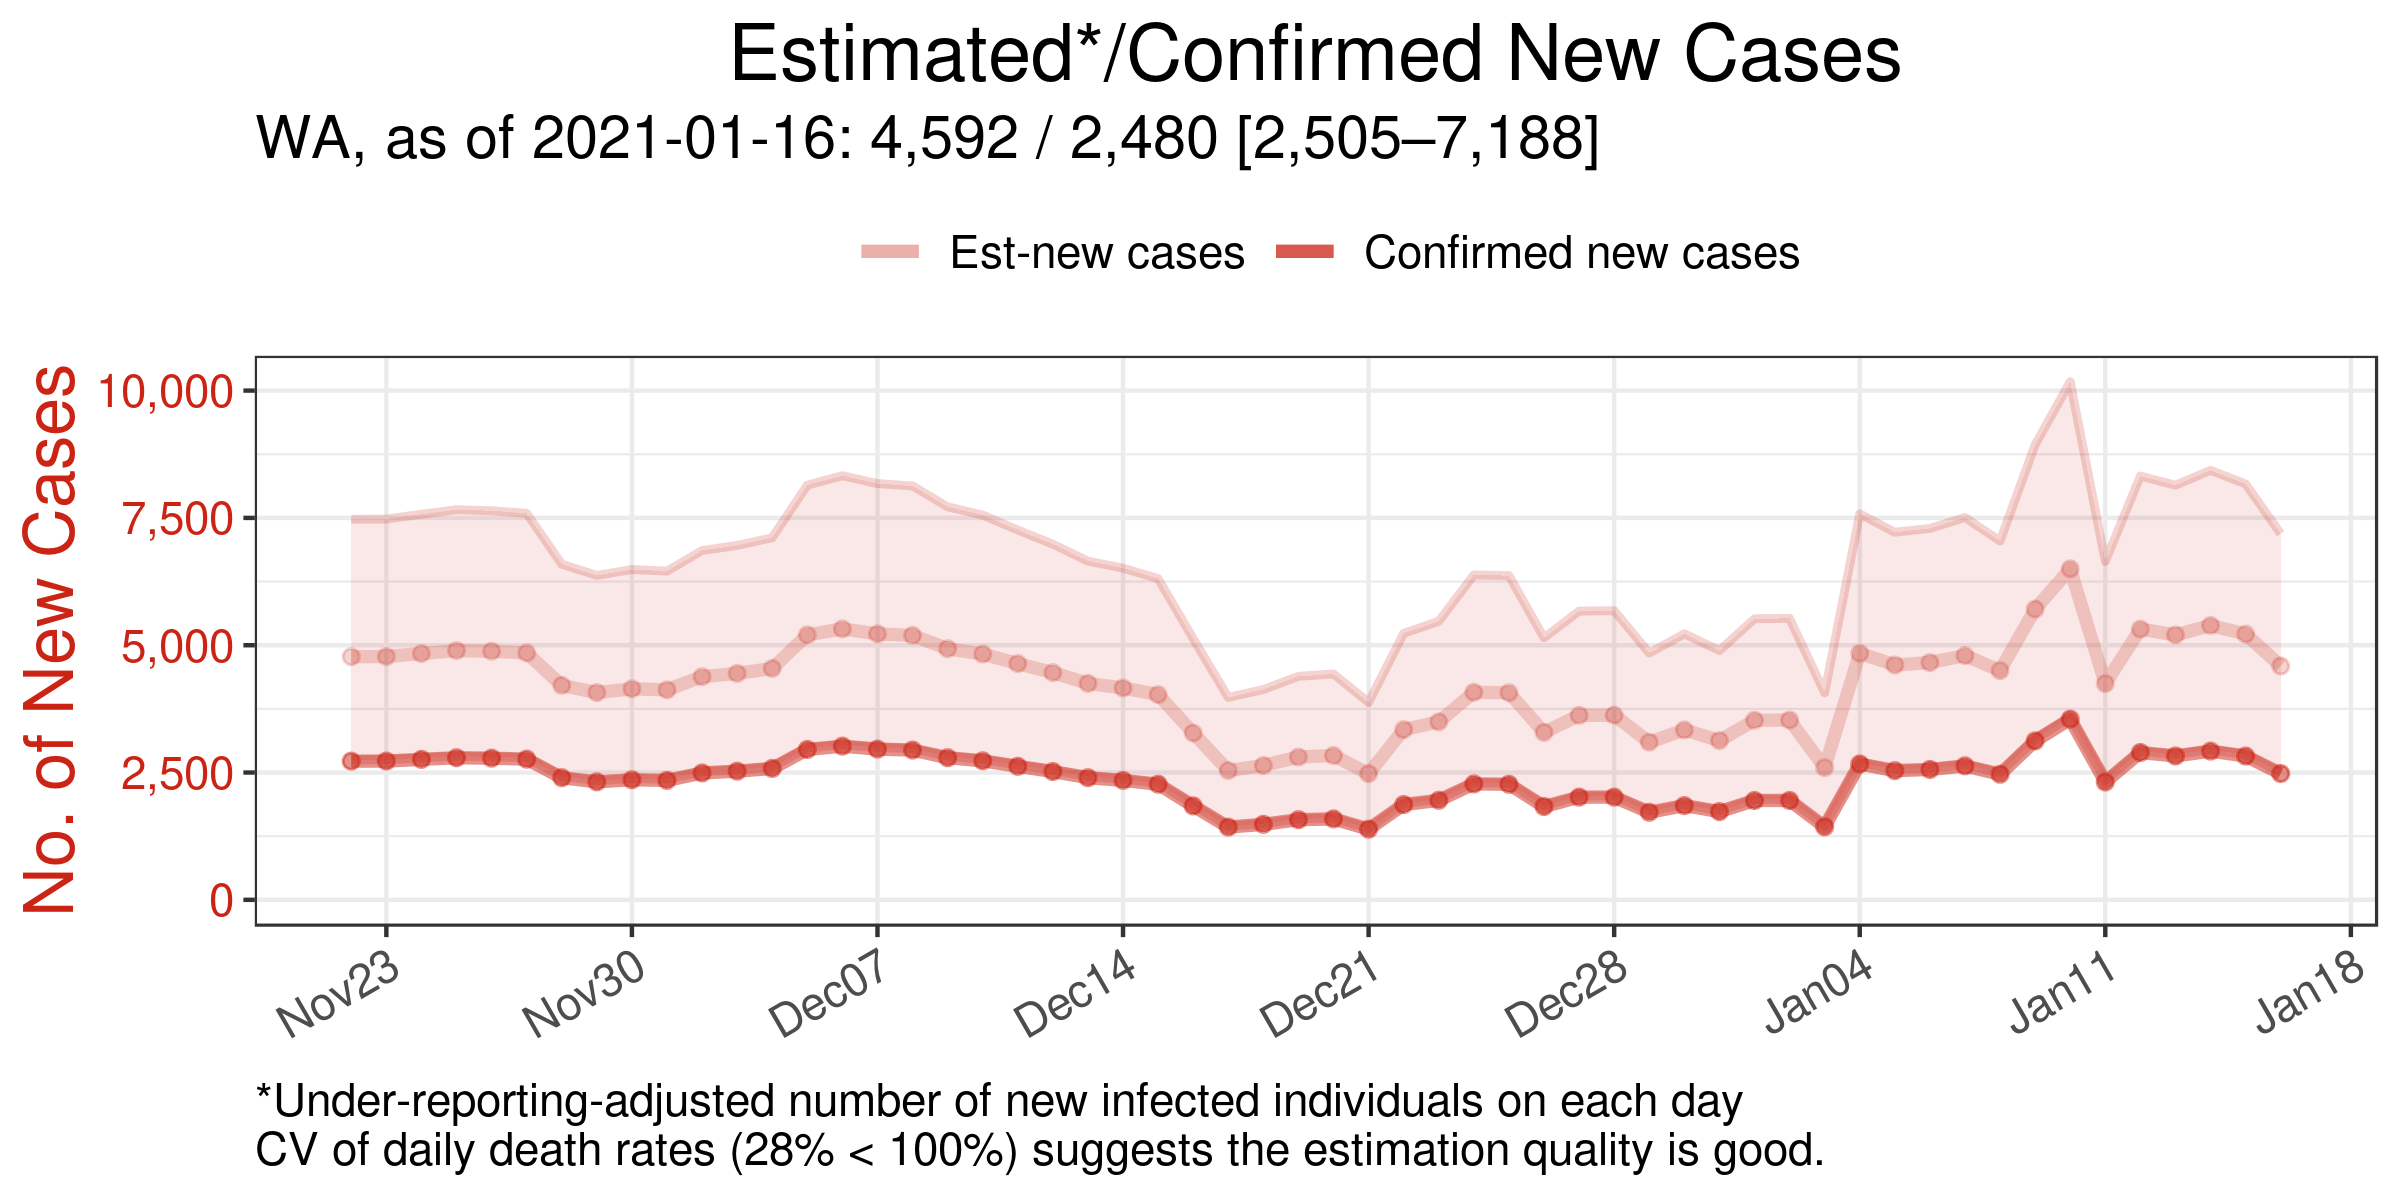 Estimated*/Confirmed New Cases
WA, as of 2021-01-16: 4,592 / 2,480 [2,505–7,188]
Est-new cases
Confirmed new cases
No. of New Cases
10,000
7,500
5,000
2,500
0
Nov23
Nov30
Dec07
Dec14
Dec21
Dec28
Jan04
Jan11
Jan18
*Under-reporting-adjusted number of new infected individuals on each day
CV of daily death rates (28% < 100%) suggests the estimation quality is good.